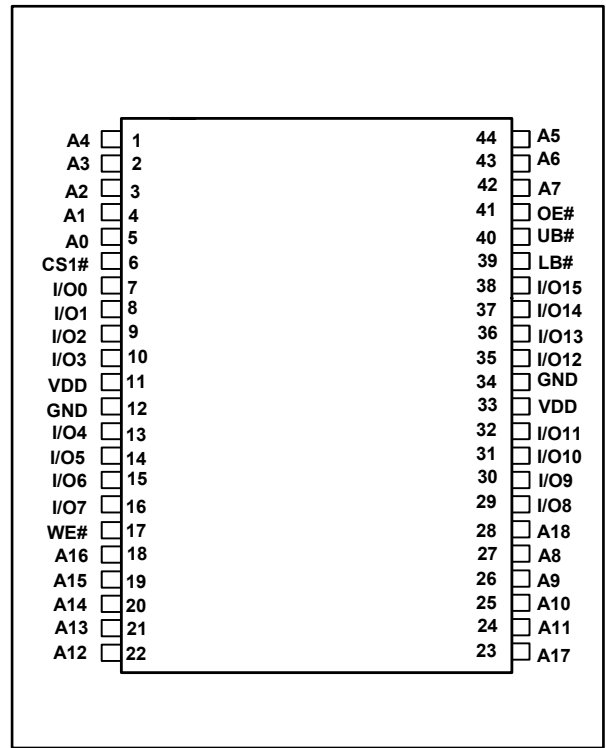 A4 1 44 A5
A3 2 43 A6
A2 3 42 A7
A1 4 41 OE#
A0 5 40 UB#
CS1# 6 39 LB#
I/O0 7 38 I/O15
I/O1 8 37 I/O14
I/O2 9 36 I/O13
I/O3 10 35 I/O12
VDD 11 34 GND
GND 12 33 VDD
I/O4 13 32 I/O11
I/O5 14 31 I/O10
I/O6 15 30 I/O9
I/O7 16 29 I/O8
WE# 17 28 A18
A16 18 27 A8
A15 19 26 A9
A14 20 25 A10
A13 21 24 A11
A12 22 23 A17